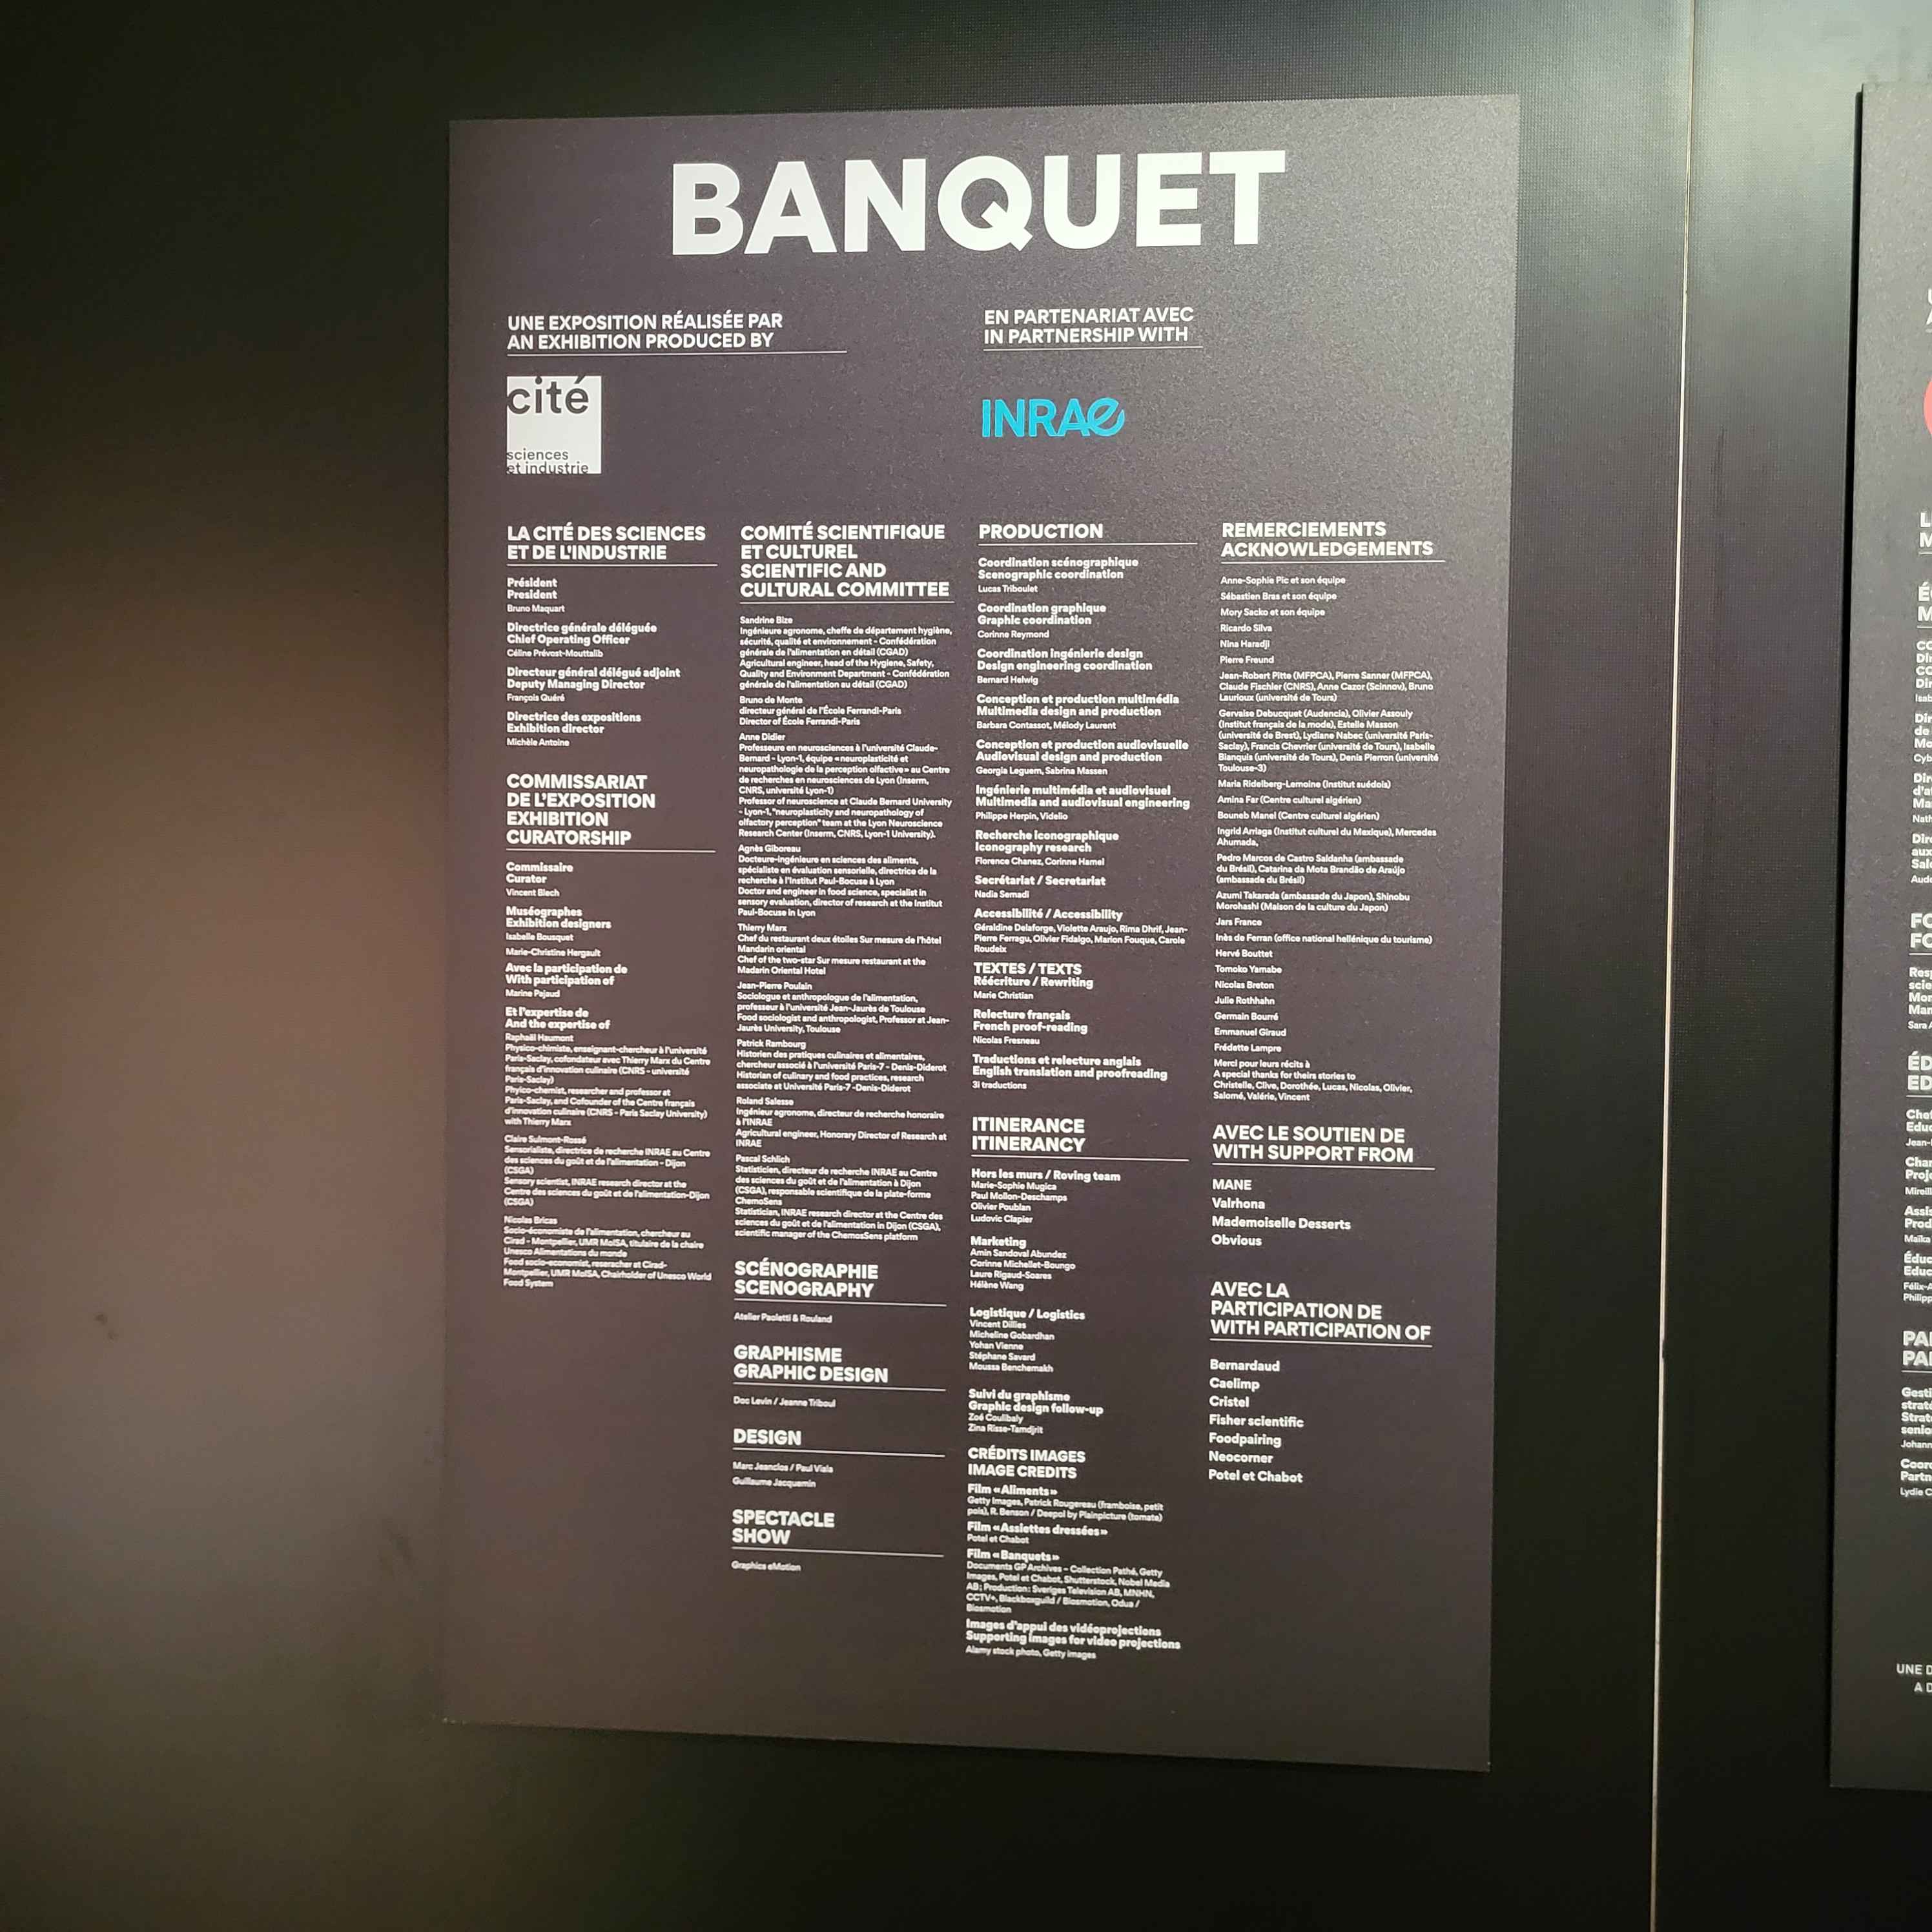 BANQUET
UNE EXPOSITION RÉALISÉE PAR
AN EXHIBITION PRODUCED BY
cité
sciences
et industrie
EN PARTENARIAT AVEC
IN PARTNERSHIP WITH
INRAE
LA CITÉ DES SCIENCES
ET DE L'INDUSTRIE
Président
President
Bruno Maquart
Directrice générale déléguée
Chief Operating Officer
Céline Prévost-Mouttalib
Directeur général délégué adjoint
Deputy Managing Director
François Quéré
Directrice des expositions
Exhibition director
Michèle Antoine
COMMISSARIAT
DE L'EXPOSITION
EXHIBITION
CURATORSHIP
Commissaire
Curator
Vincent Blech
Muséographes
Exhibition designers
Isabelle Bousquet
Marie-Christine Hergault
Avec la participation de
With participation of
Marine Pajaud
Et l'expertise de
And the expertise of
Raphaël Haumont
Physico-chimiste, enseignant-chercheur à l'université
Paris-Saclay, cofondateur avec Thierry Marx du Centre
français d'innovation culinaire (CNRS - université
Paris-Saclay)
Phyico-chemist, researcher and professor at
Paris-Saclay, and Cofounder of the Centre français
d'innovation culinaire (CNRS - Paris Saclay University)
with Thierry Marx
Claire Sulmont-Rossé
Sensorialiste, directrice de recherche INRAE au Centre
des sciences du goût et de l'alimentation - Dijon
(CSGA)
Sensory scientist, INRAE research director at the
Centre des sciences du goût et de l'alimentation-Dijon
(CSGA)
Nicolas Bricas
Socio-économiste de l'alimentation, chercheur au
Cirad - Montpellier, UMR MoISA, titulaire de la chaire
Unesco Alimentations du monde
Food socio-economist, reseracher at Cirad-
Montpellier, UMR MoISA, Chairholder of Unesco World
Food System
COMITÉ SCIENTIFIQUE
ET CULTUREL
SCIENTIFIC AND
CULTURAL COMMITTEE
Sandrine Bize
Ingénieure agronome, cheffe de département hygiène,
sécurité, qualité et environnement - Confédération
générale de l'alimentation en détail (CGAD)
Agricultural engineer, head of the Hygiene, Safety,
Quality and Environment Department - Confédération
générale de l'alimentation au détail (CGAD)
Bruno de Monte
directeur général de l'École Ferrandi-Paris
Director of École Ferrandi-Paris
Anne Didier
Professeure en neurosciences à l'université Claude-
Bernard - Lyon-1, équipe « neuroplasticité et
neuropathologie de la perception olfactive » au Centre
de recherches en neurosciences de Lyon (Inserm,
CNRS, université Lyon-1)
Professor of neuroscience at Claude Bernard University
- Lyon-1, "neuroplasticity and neuropathology of
olfactory perception" team at the Lyon Neuroscience
Research Center (Inserm, CNRS, Lyon-1 University).
Agnès Giboreau
Docteure-ingénieure en sciences des aliments,
spécialiste en évaluation sensorielle, directrice de la
recherche à l'Institut Paul-Bocuse à Lyon
Doctor and engineer in food science, specialist in
sensory evaluation, director of research at the Institut
Paul-Bocuse in Lyon
Thierry Marx
Chef du restaurant deux étoiles Sur mesure de l'hôtel
Mandarin oriental
Chef of the two-star Sur mesure restaurant at the
Madarin Oriental Hotel
Jean-Pierre Poulain
Sociologue et anthropologue de l'alimentation,
professeur à l'université Jean-Jaurès de Toulouse
Food sociologist and anthropologist, Professor at Jean-
Jaurès University, Toulouse
Patrick Rambourg
Historien des pratiques culinaires et alimentaires,
chercheur associé à l'université Paris-7 - Denis-Diderot
Historian of culinary and food practices, research
associate at Université Paris-7 -Denis-Diderot
Roland Salesse
Ingénieur agronome, directeur de recherche honoraire
à l'INRAE
Agricultural engineer, Honorary Director of Research at
INRAE
Pascal Schlich
Statisticien, directeur de recherche INRAE au Centre
des sciences du goût et de l'alimentation à Dijon
(CSGA), responsable scientifique de la plate-forme
ChemoSens
Statistician, INRAE research director at the Centre des
sciences du goût et de l'alimentation in Dijon (CSGA),
scientific manager of the ChemosSens platform
SCÉNOGRAPHIE
SCENOGRAPHY
Atelier Paoletti & Rouland
GRAPHISME
GRAPHIC DESIGN
Doc Levin / Jeanne Triboul
DESIGN
Marc Jeanclos / Paul Viala
Guillaume Jacquemin
SPECTACLE
SHOW
Graphics eMotion
PRODUCTION
Coordination scénographique
Scenographic coordination
Lucas Triboulet
Coordination graphique
Graphic coordination
Corinne Reymond
Coordination ingénierie design
Design engineering coordination
Bernard Helwig
Conception et production multimédia
Multimedia design and production
Barbara Contassot, Mélody Laurent
Conception et production audiovisuelle
Audiovisual design and production
Georgia Leguem, Sabrina Massen
Ingénierie multimédia et audiovisuel
Multimedia and audiovisual engineering
Philippe Herpin, Videlio
Recherche iconographique
Iconography research
Florence Chanez, Corinne Hamel
Secrétariat / Secretariat
Nadia Semadi
Accessibilité / Accessibility
Géraldine Delaforge, Violette Araujo, Rima Dhrif, Jean-
Pierre Ferragu, Olivier Fidalgo, Marion Fouque, Carole
Roudeix
TEXTES / TEXTS
Réécriture / Rewriting
Marie Christian
Relecture français
French proof-reading
Nicolas Fresneau
Traductions et relecture anglais
English translation and proofreading
3i traductions
ITINERANCE
ITINERANCY
Hors les murs / Roving team
Marie-Sophie Mugica
Paul Mollon-Deschamps
Olivier Poublan
Ludovic Clapier
Marketing
Amin Sandoval Abundez
Corinne Michellet-Boungo
Laure Rigaud-Soares
Hélène Wang
Logistique / Logistics
Vincent Dillies
Micheline Gobardhan
Yohan Vienne
Stéphane Savard
Moussa Benchemakh
Suivi du graphisme
Graphic design follow-up
Zoé Coulibaly
Zina Risse-Tamdjrit
CRÉDITS IMAGES
IMAGE CREDITS
Film « Aliments »
Getty Images, Patrick Rougereau (framboise, petit
pois), R. Benson / Deepol by Plainpicture (tomate)
Film « Assiettes dressées »
Potel et Chabot
Film « Banquets »
Documents GP Archives - Collection Pathé, Getty
Images, Potel et Chabot, Shutterstock, Nobel Media
AB; Production: Sveriges Television AB, MNHN,
CCTV+, Blackboxguild / Biosmotion, Odua /
Biosmotion
Images d'appui des vidéoprojections
Supporting images for video projections
Alamy stock photo, Getty images
REMERCIEMENTS
ACKNOWLEDGEMENTS
Anne-Sophie Pic et son équipe
Sébastien Bras et son équipe
Mory Sacko et son équipe
Ricardo Silva
Nina Haradji
Pierre Freund
Jean-Robert Pitte (MFPCA), Pierre Sanner (MFPCA),
Claude Fischler (CNRS), Anne Cazor (Scinnov), Bruno
Laurioux (université de Tours)
Gervaise Debucquet (Audencia), Olivier Assouly
(Institut français de la mode), Estelle Masson
(université de Brest), Lydiane Nabec (université Paris-
Saclay), Francis Chevrier (université de Tours), Isabelle
Bianquis (université de Tours), Denis Pierron (université
Toulouse-3)
Maria Ridelberg-Lemoine (Institut suédois)
Amina Far (Centre culturel algérien)
Bouneb Manel (Centre culturel algérien)
Ingrid Arriaga (Institut culturel du Mexique), Mercedes
Ahumada,
Pedro Marcos de Castro Saldanha (ambassade
du Brésil), Catarina da Mota Brandão de Araújo
(ambassade du Brésil)
Azumi Takarada (ambassade du Japon), Shinobu
Morohashi (Maison de la culture du Japon)
Jars France
Inès de Ferran (office national hellénique du tourisme)
Hervé Bouttet
Tomoko Yamabe
Nicolas Breton
Julie Rothhahn
Germain Bourré
Emmanuel Giraud
Frédette Lampre
Merci pour leurs récits à
A special thanks for theirs stories to
Christelle, Clive, Dorothée, Lucas, Nicolas, Olivier,
Salomé, Valérie, Vincent
AVEC LE SOUTIEN DE
WITH SUPPORT FROM
MANE
Valrhona
Mademoiselle Desserts
Obvious
AVEC LA
PARTICIPATION DE
WITH PARTICIPATION OF
Bernardaud
Caelimp
Cristel
Fisher scientific
Foodpairing
Neocorner
Potel et Chabot